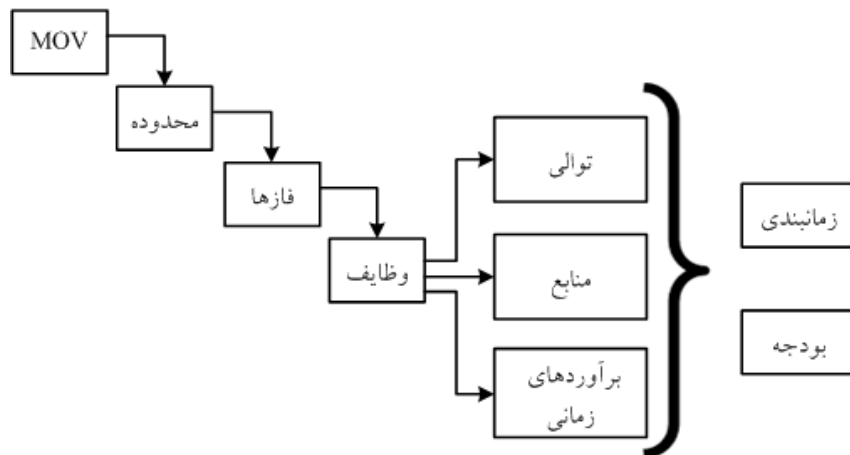 MOV
محدوده
فازها
وظایف
توالی
منابع
برآوردهای
زمانی
زمانبندی
بودجه